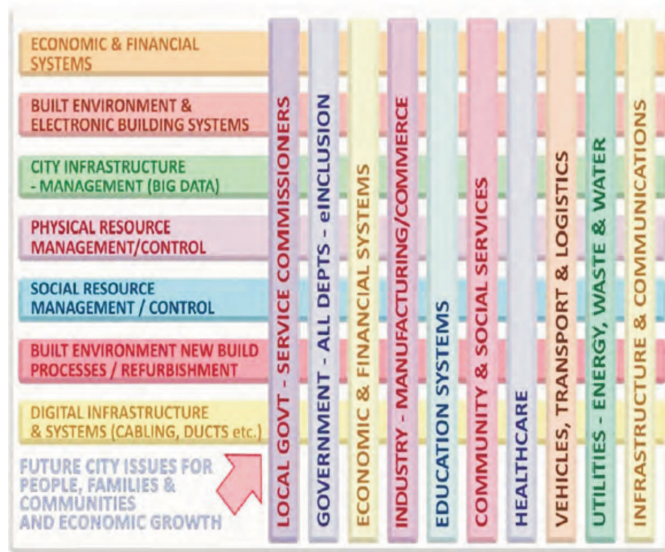 ECONOMIC & FINANCIAL
SYSTEMS
BUILT ENVIRONMENT &
ELECTRONIC BUILDING SYSTEMS
CITY INFRASTRUCTURE
- MANAGEMENT (BIG DATA)
PHYSICAL RESOURCE
MANAGEMENT/CONTROL
SOCIAL RESOURCE
MANAGEMENT / CONTROL
BUILT ENVIRONMENT NEW BUILD
PROCESSES / REFURBISHMENT
DIGITAL INFRASTRUCTURE
& SYSTEMS (CABLING, DUCTS etc.)
FUTURE CITY ISSUES FOR
PEOPLE, FAMILIES &
COMMUNITIES
AND ECONOMIC GROWTH
LOCAL GOVT - SERVICE COMMISSIONERS
GOVERNMENT - ALL DEPTS - eINCLUSION
ECONOMIC & FINANCIAL SYSTEMS
INDUSTRY - MANUFACTURING/COMMERCE
EDUCATION SYSTEMS
COMMUNITY & SOCIAL SERVICES
HEALTHCARE
VEHICLES, TRANSPORT & LOGISTICS
UTILITIES - ENERGY, WASTE & WATER
INFRASTRUCTURE & COMMUNICATIONS